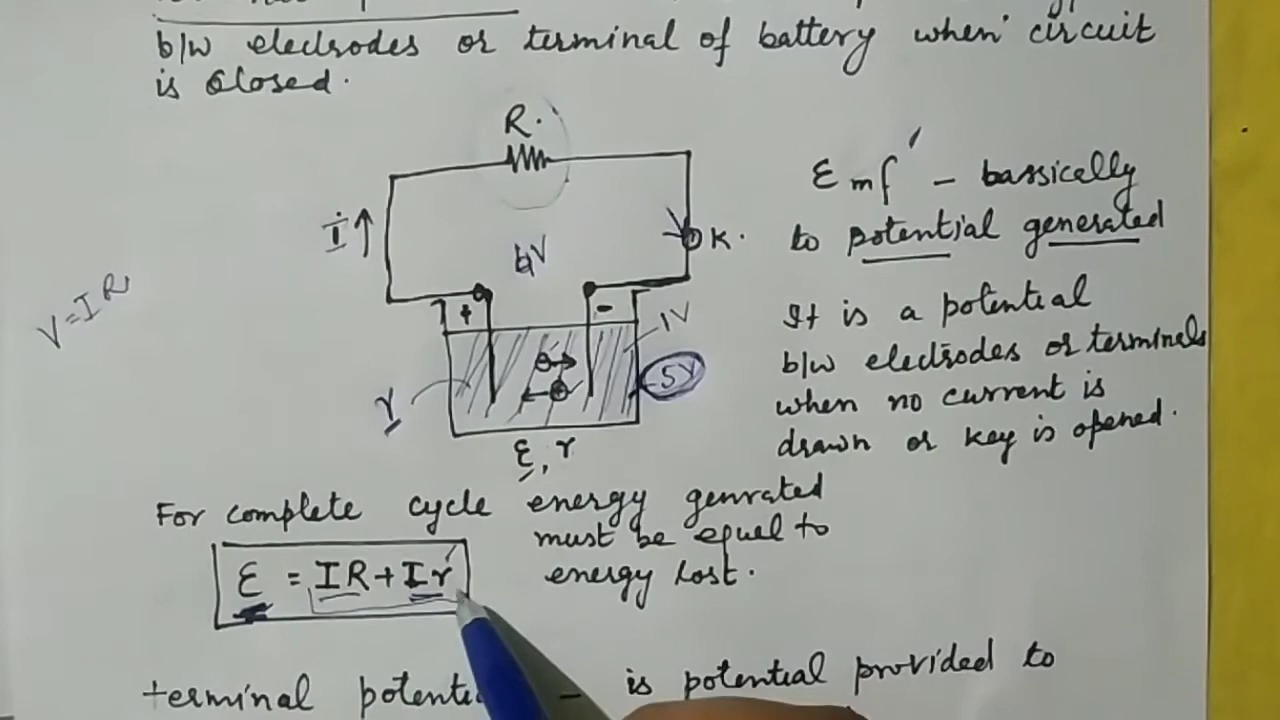 b/w electrodes or terminal of battery when circuit
is closed.
R.
I
K.
6V
+
-
1V
5V
r
ε, r
V=IR
Emf - bassically
to potential generated
It is a potential
b/w electrodes or terminals
when no current is
drawn or key is opened.
For complete cycle energy genrated
must be equal to
energy lost.
ε = IR + Ir
terminal - is potential provided to